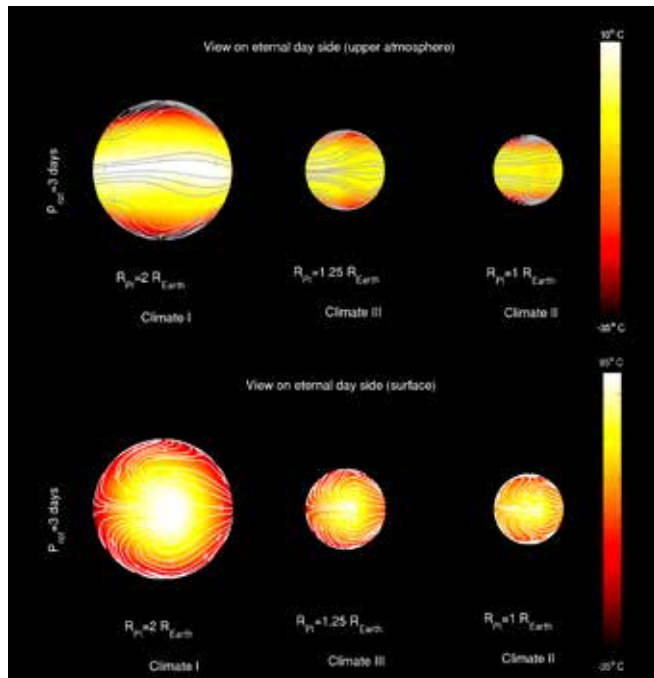 View on eternal day side (upper atmosphere)
10° C
P_rot=3 days
R_Pl=2 R_Earth
R_Pl=1.25 R_Earth
R_Pl=1 R_Earth
Climate I
Climate III
Climate II
-35° C
View on eternal day side (surface)
P_rot=3 days
R_Pl=2 R_Earth
R_Pl=1.25 R_Earth
R_Pl=1 R_Earth
Climate I
Climate III
Climate II